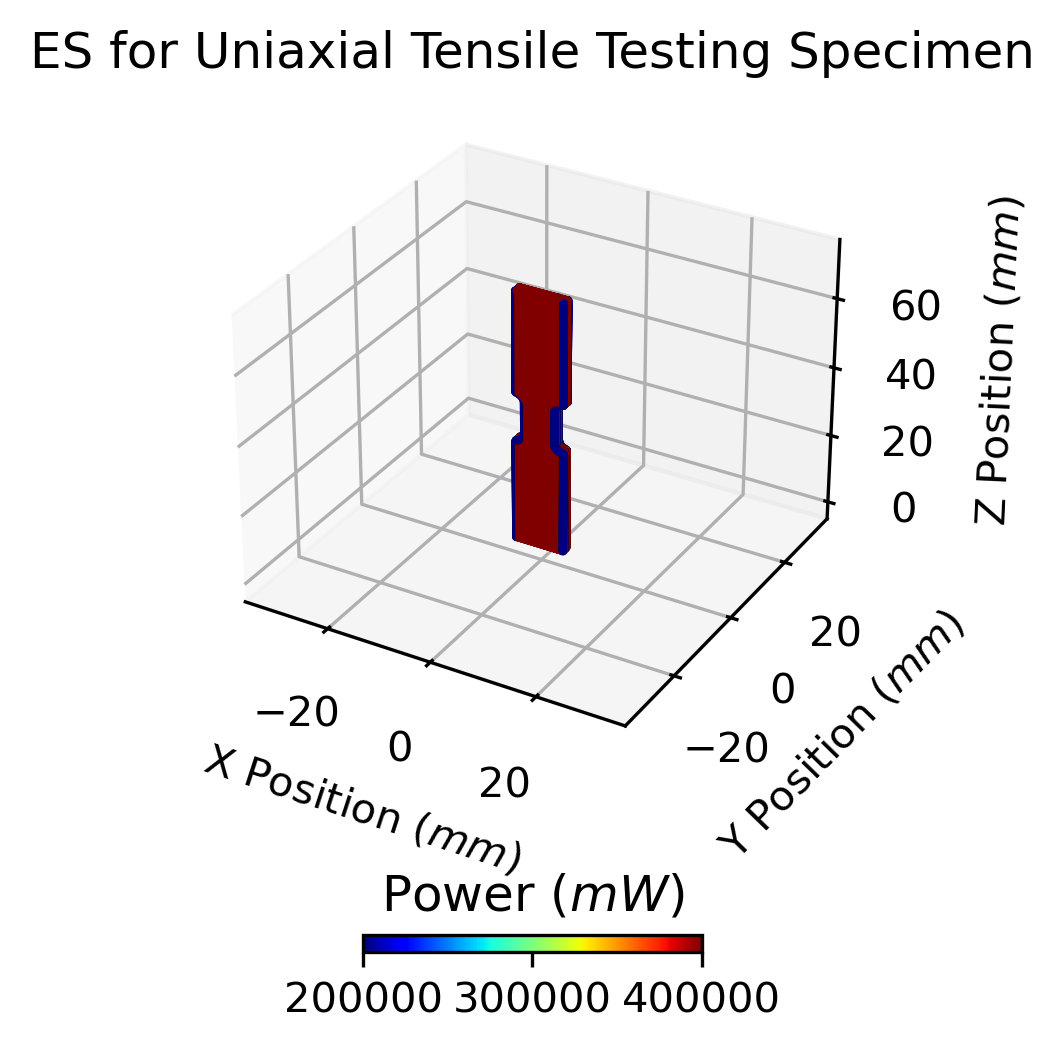 ES for Uniaxial Tensile Testing Specimen
60
40
20
0
Z Position (mm)
20
0
−20
Y Position (mm)
−20
0
20
X Position (mm)
Power (mW)
200000 300000 400000